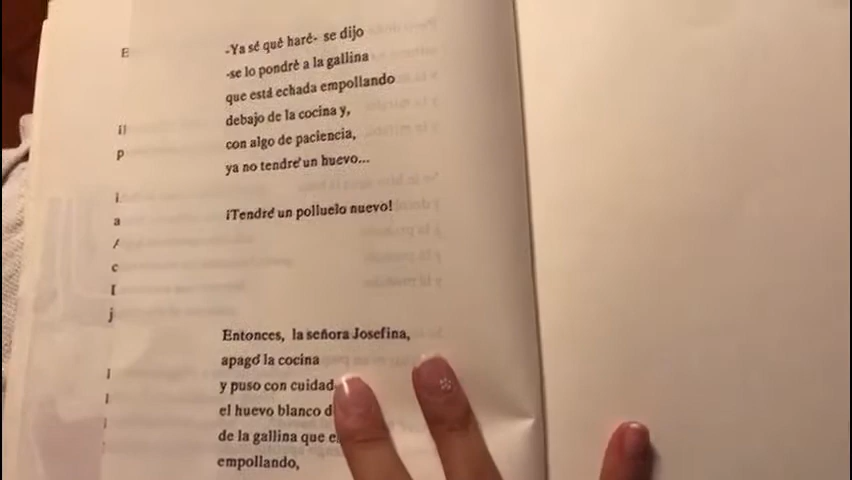 -Ya sé qué haré- se dijo
-se lo pondrè a la gallina
que está echada empollando
debajo de la cocina y,
con algo de paciencia,
ya no tendré un huevo...
¡Tendré un polluelo nuevo!
Entonces, la señora Josefina,
apagó la cocina
y puso con
el huevo blanco
de la gallina que
empollando,